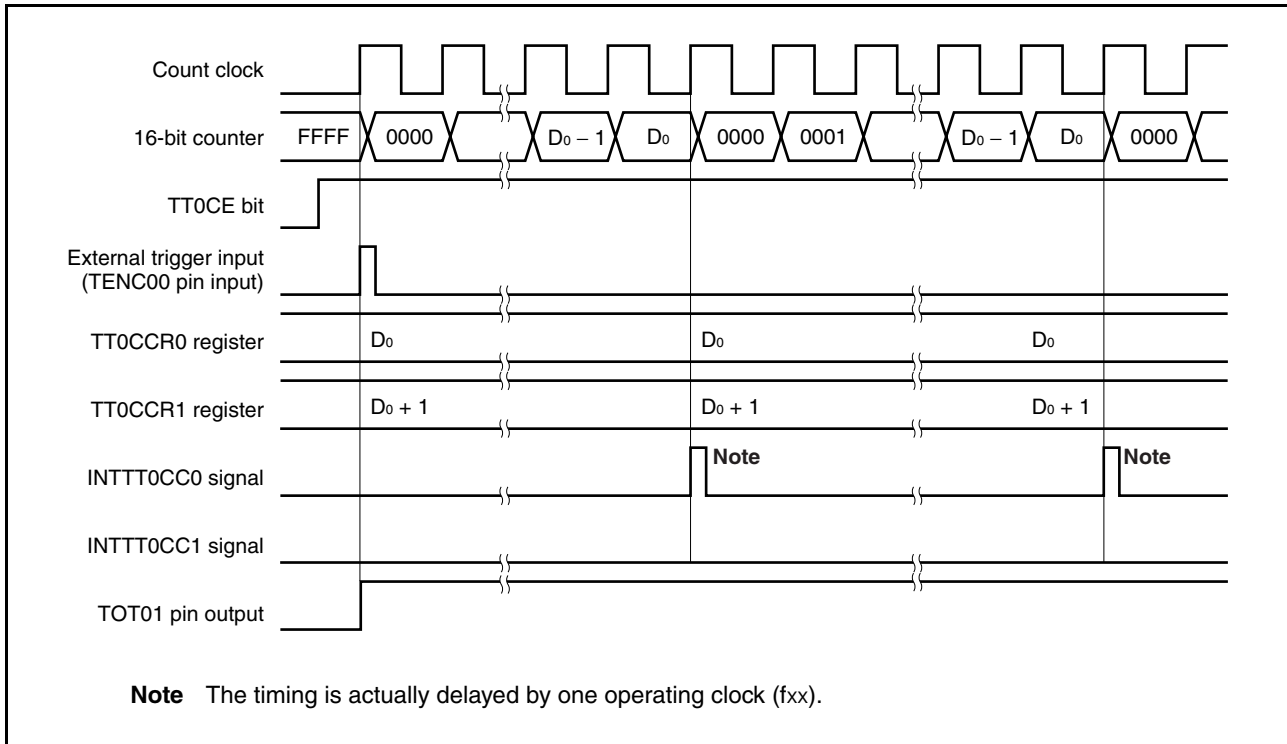 Count clock
16-bit counter FFFF 0000 D0 − 1 D0 0000 0001 D0 − 1 D0 0000
TT0CE bit
External trigger input
(TENC00 pin input)
TT0CCR0 register D0 D0 D0
TT0CCR1 register D0 + 1 D0 + 1 D0 + 1
INTTT0CC0 signal Note Note
INTTT0CC1 signal
TOT01 pin output
Note The timing is actually delayed by one operating clock (fxx).